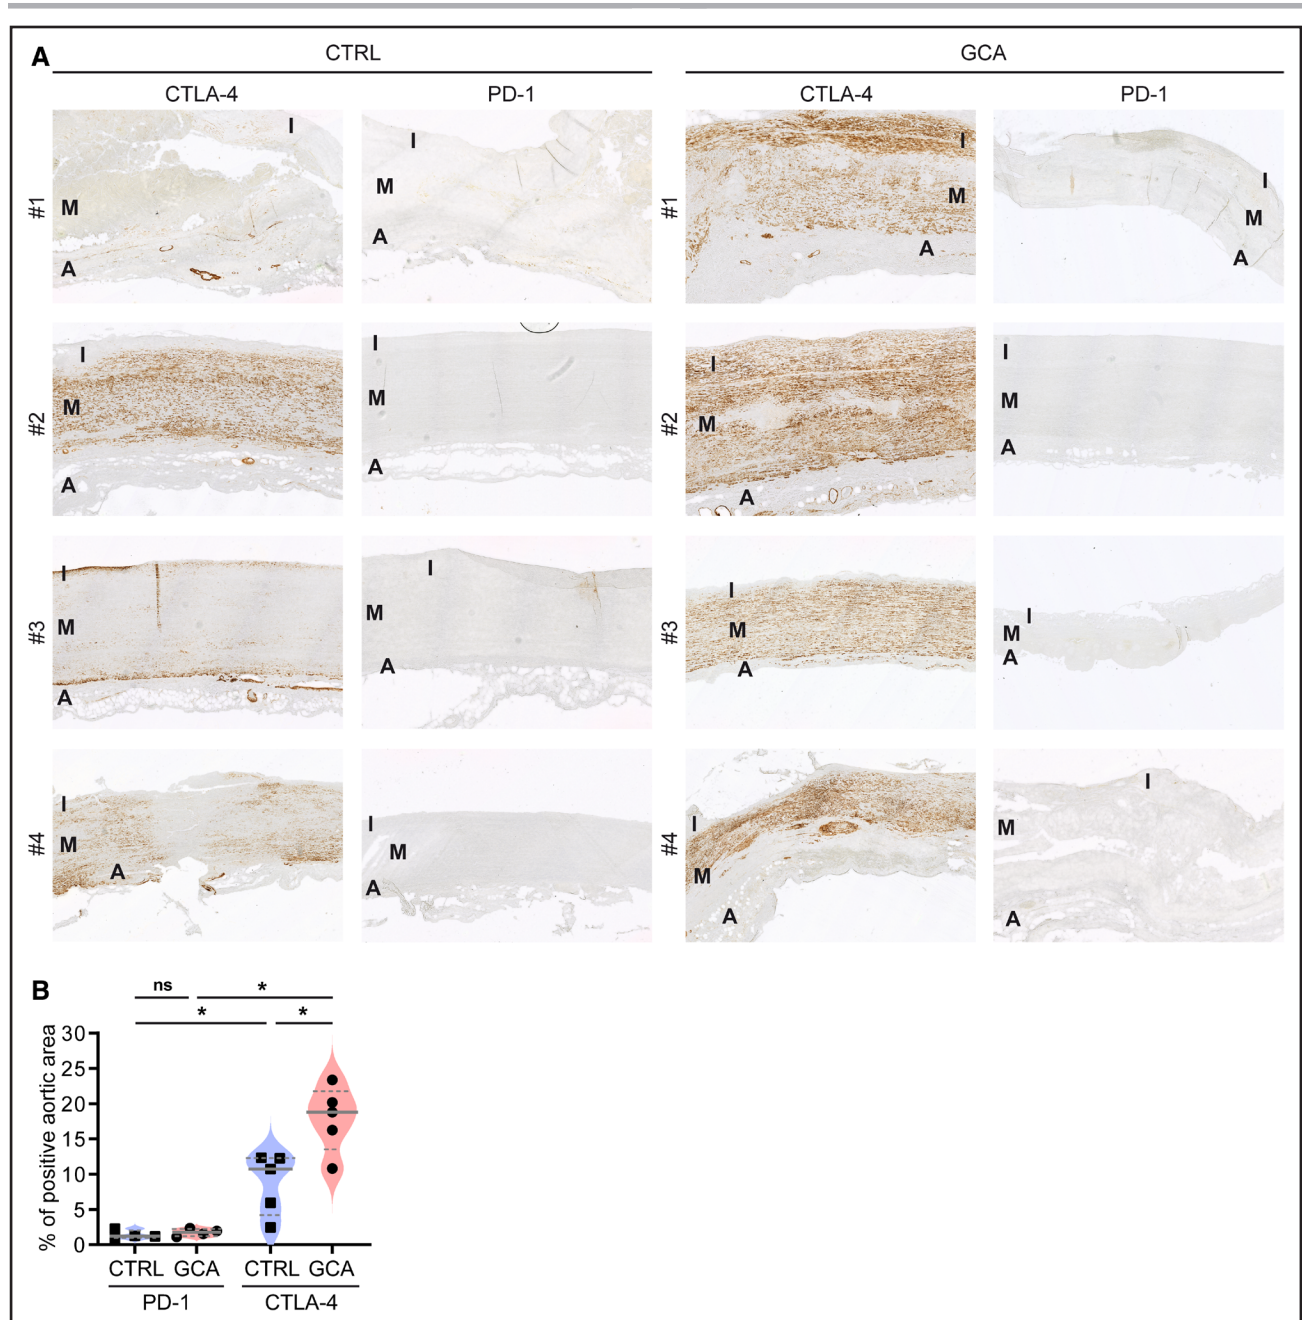 A
CTRL
GCA
CTLA-4
PD-1
CTLA-4
PD-1
#1
I
M
A
I
M
A
#1
I
M
A
I
M
A
#2
I
M
A
I
M
A
#2
I
M
A
I
M
A
#3
I
M
A
I
M
A
#3
I
M
A
I
M
A
#4
I
M
A
I
M
A
#4
I
M
A
I
M
A
B
ns
*
*
*
% of positive aortic area
30
25
20
15
10
5
0
CTRL GCA CTRL GCA
PD-1 CTLA-4